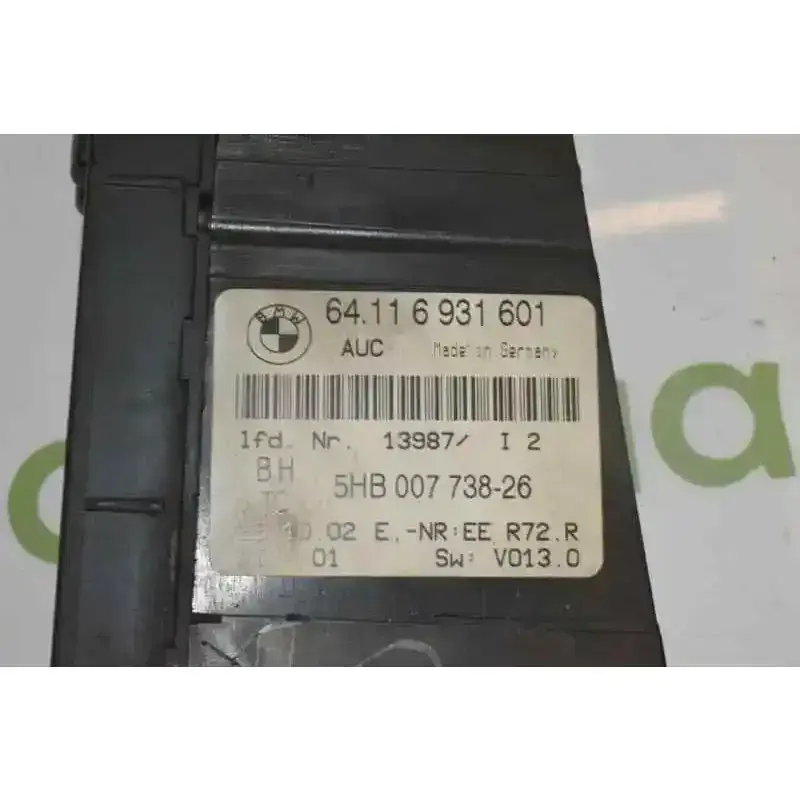 BMW
64.11 6 931 601
AUC Made in Germany
lfd. Nr. 13987/ I 2
BH
5HB 007 738-26
.02 E.-NR:EE R72.R
01 Sw: V013.0